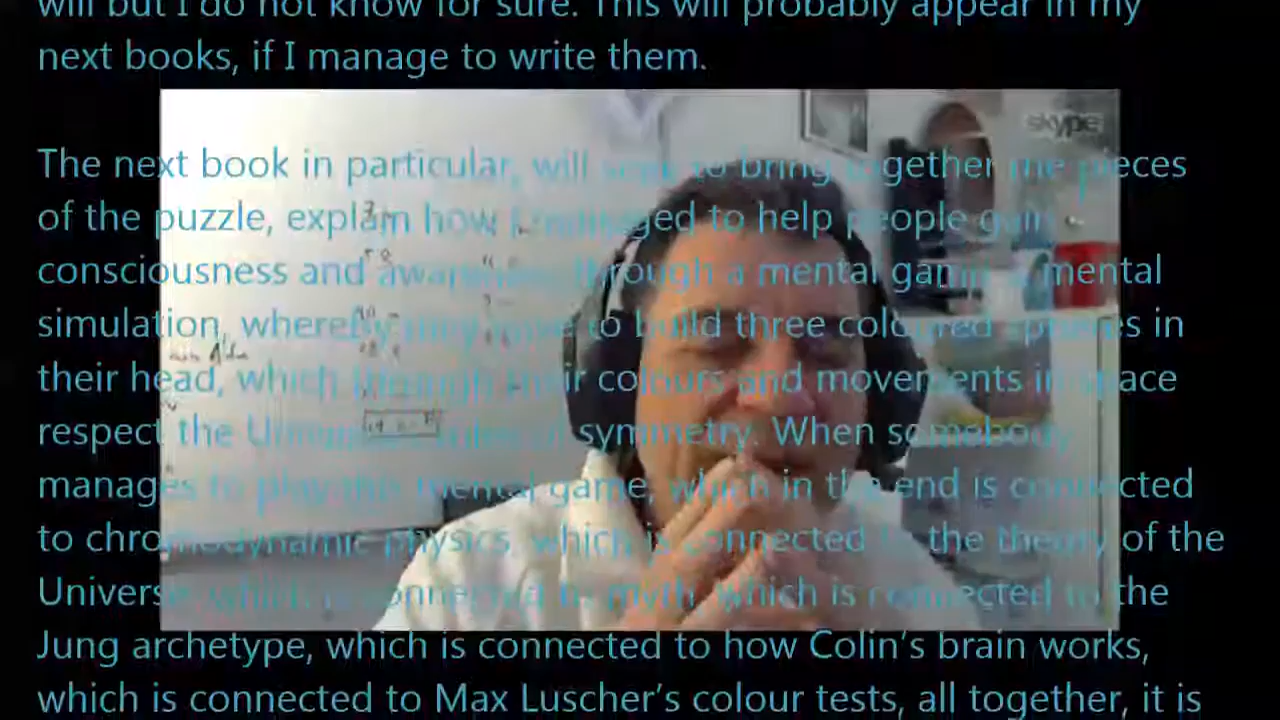 will but I do not know for sure. This will probably appear in my
next books, if I manage to write them.
skype
The next book in particular, will seek to bring together the pieces
of the puzzle, explain how I managed to help people gain
consciousness and awareness through a mental game, a mental
simulation, whereby they have to build three coloured spheres in
their head, which through their colours and movements in space
respect the rules of symmetry. When somebody
manages to play this mental game, which in the end is connected
to chromodynamic physics, which is connected to the theory of the
Universe, which is connected to myth, which is connected to the
Jung archetype, which is connected to how Colin's brain works,
which is connected to Max Luscher's colour tests, all together, it is